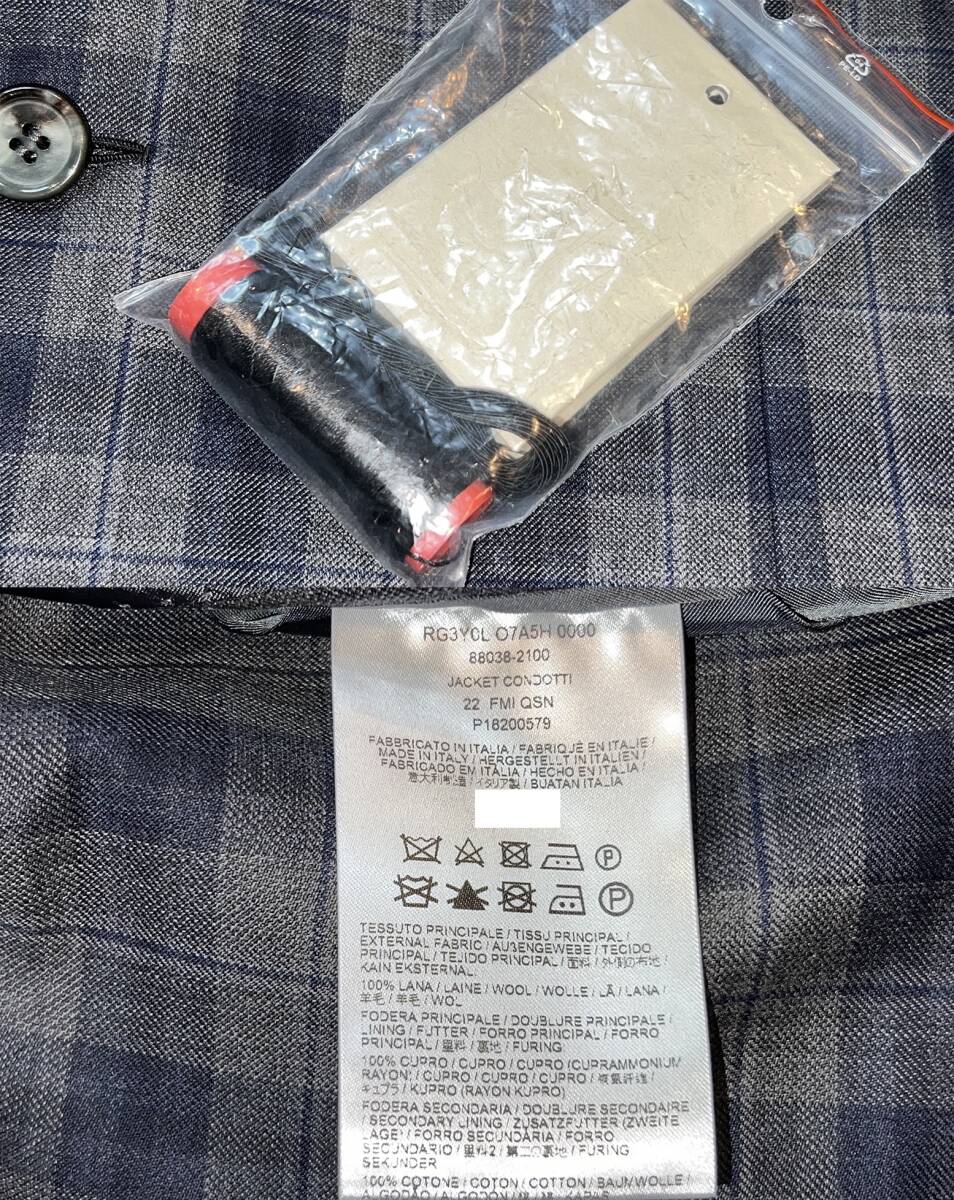 RG3Y0L O7A5H 0000
88038-2100
JACKET CONDOTTI
22 FMI QSN
P18200579
FABBRICATO IN ITALIA / FABRIQUÉ EN ITALIE /
MADE IN ITALY / HERGESTELLT IN ITALIEN /
FABRICADO EM ITÁLIA / HECHO EN ITALIA /
意大利制造 / イタリア製 / BUATAN ITALIA
P
P
TESSUTO PRINCIPALE / TISSU PRINCIPAL /
EXTERNAL FABRIC / AUßENGEWEBE / TECIDO
PRINCIPAL / TEJIDO PRINCIPAL / 面料 / 外側の布地 /
KAIN EKSTERNAL
100% LANA / LAINE / WOOL / WOLLE / LÃ / LANA /
羊毛 / 羊毛 / WOL
FODERA PRINCIPALE / DOUBLURE PRINCIPALE /
LINING / FUTTER / FORRO PRINCIPAL / FORRO
PRINCIPAL / 里料 / 裏地 / FURING
100% CUPRO / CUPRO / CUPRO (CUPRAMMONIUM
RAYON) / CUPRO / CUPRO / CUPRO /
キュプラ / KUPRO (RAYON KUPRO)
FODERA SECONDARIA / DOUBLURE SECONDAIRE
/ SECONDARY LINING / ZUSATZFUTTER (ZWEITE
LAGE) / FORRO SECUNDÁRIA / FORRO
SECUNDARIO / 里料2 / 第二の裏地 / FURING
SEKUNDER
100% COTONE / COTON / COTTON / BAUMWOLLE /
ALGODÃO / ALGODÓN /